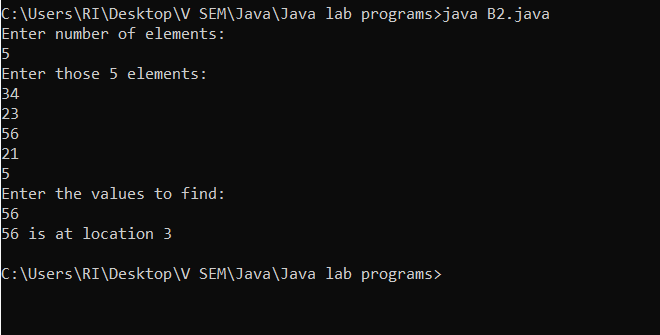 C:\Users\RI\Desktop\V SEM\Java\Java lab programs>java B2.java
Enter number of elements:
5
Enter those 5 elements:
34
23
56
21
5
Enter the values to find:
56
56 is at location 3
C:\Users\RI\Desktop\V SEM\Java\Java lab programs>